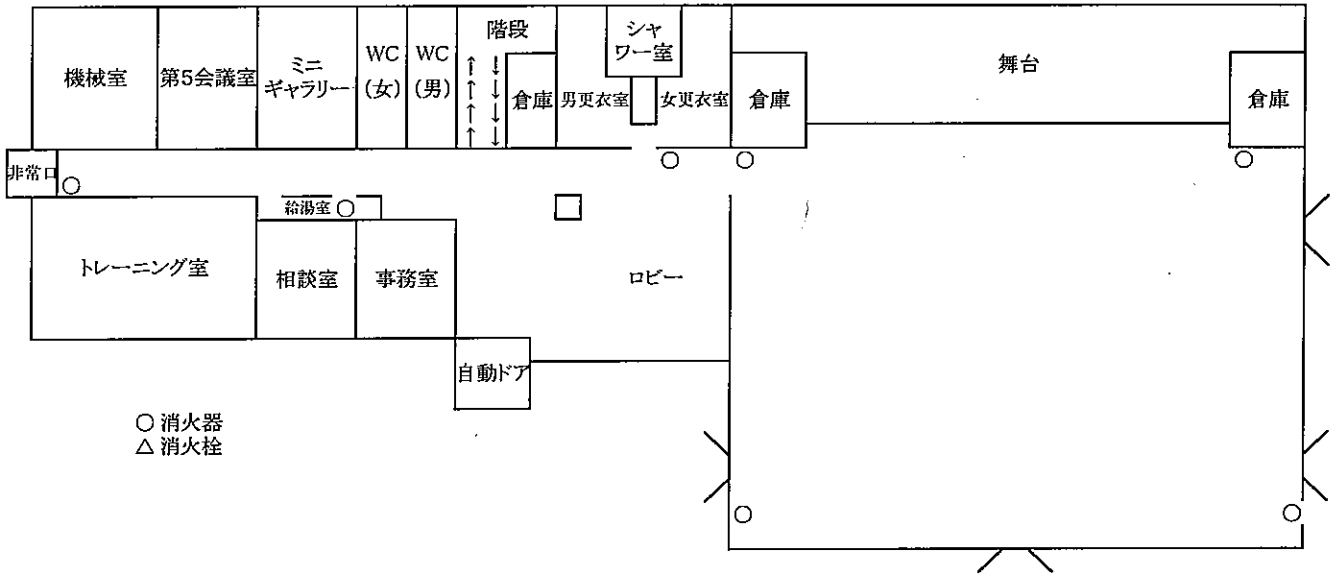 機械室
第5会議室
ミニ
ギャラリー
WC
(女)
WC
(男)
階段
倉庫
男更衣室
シャ
ワー室
女更衣室
倉庫
舞台
倉庫
非常口
給湯室
トレーニング室
相談室
事務室
ロビー
自動ドア
○ 消火器
△ 消火栓